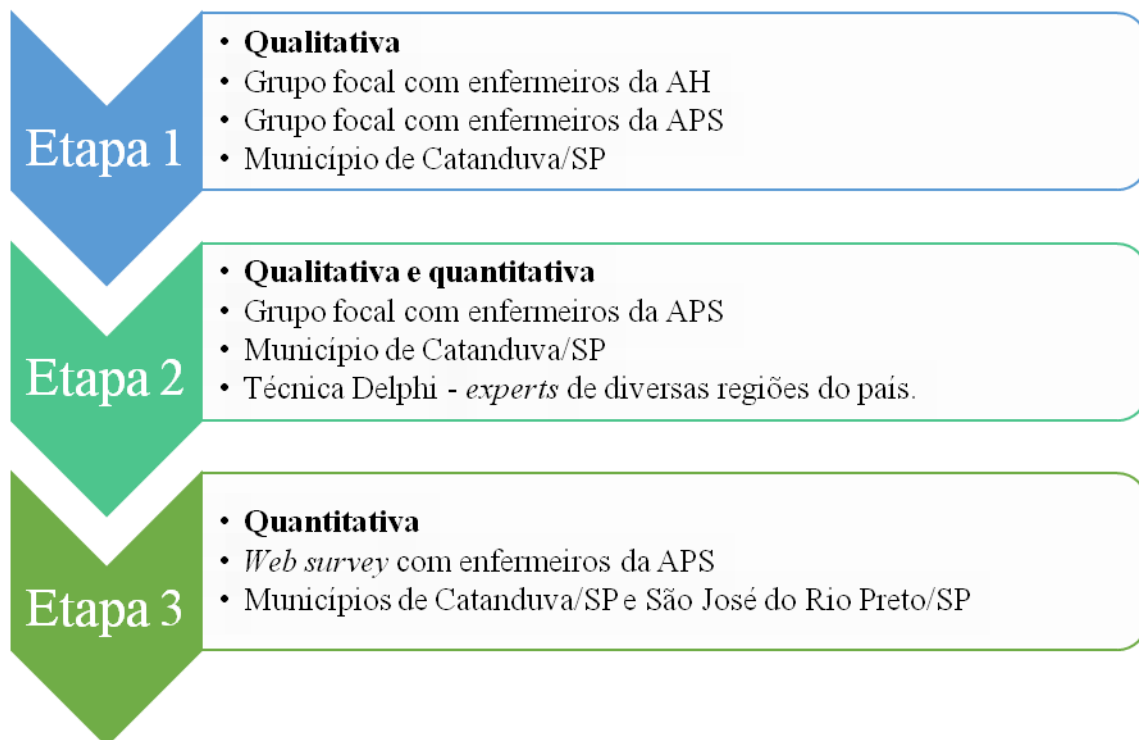 Etapa 1
• Qualitativa
• Grupo focal com enfermeiros da AH
• Grupo focal com enfermeiros da APS
• Município de Catanduva/SP
Etapa 2
• Qualitativa e quantitativa
• Grupo focal com enfermeiros da APS
• Município de Catanduva/SP
• Técnica Delphi - experts de diversas regiões do país.
Etapa 3
• Quantitativa
• Web survey com enfermeiros da APS
• Municípios de Catanduva/SP e São José do Rio Preto/SP